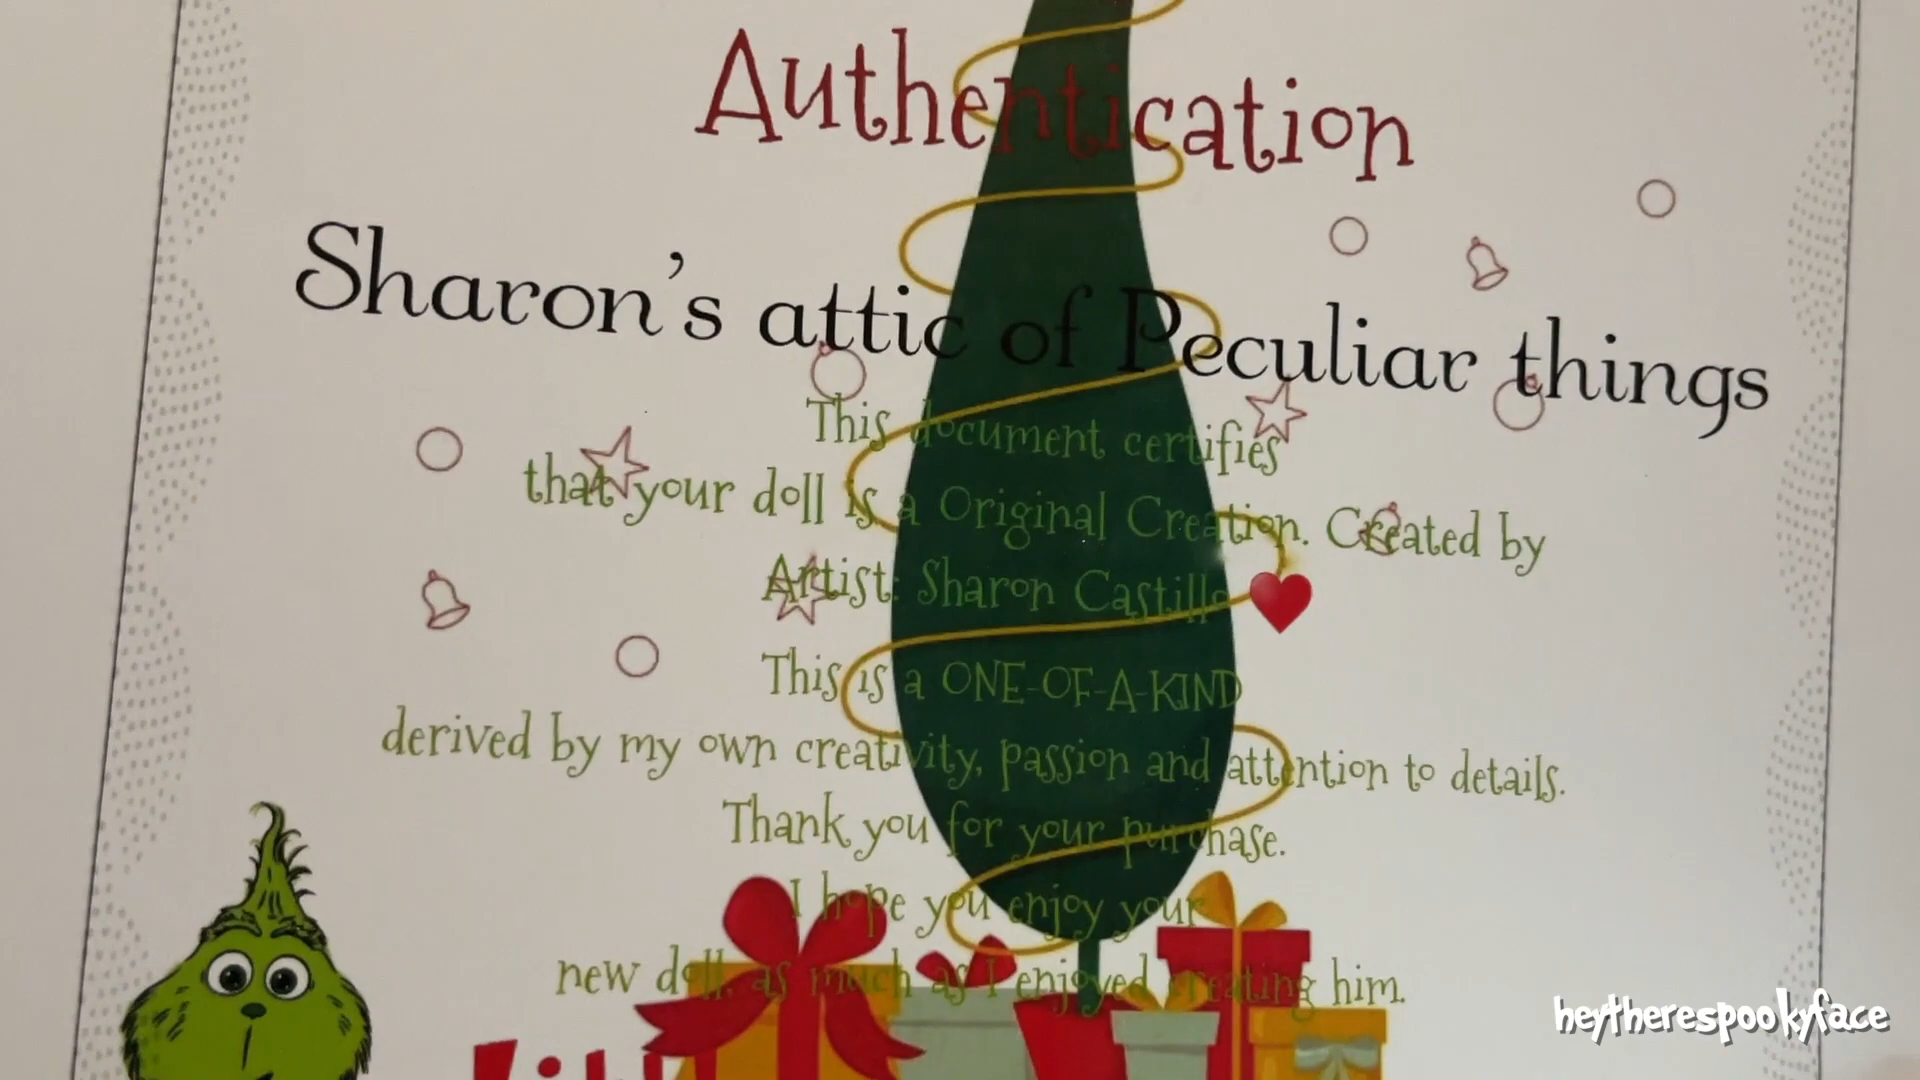 Authentication
Sharon's attic of Peculiar things
This document certifies
that your doll is a Original Creation. Created by
Artist: Sharon Castillo
This is a ONE-OF-A-KIND
derived by my own creativity, passion and attention to details.
Thank you for your purchase.
I hope you enjoy your
new doll, as much as I enjoyed creating him.
heytherespookyface